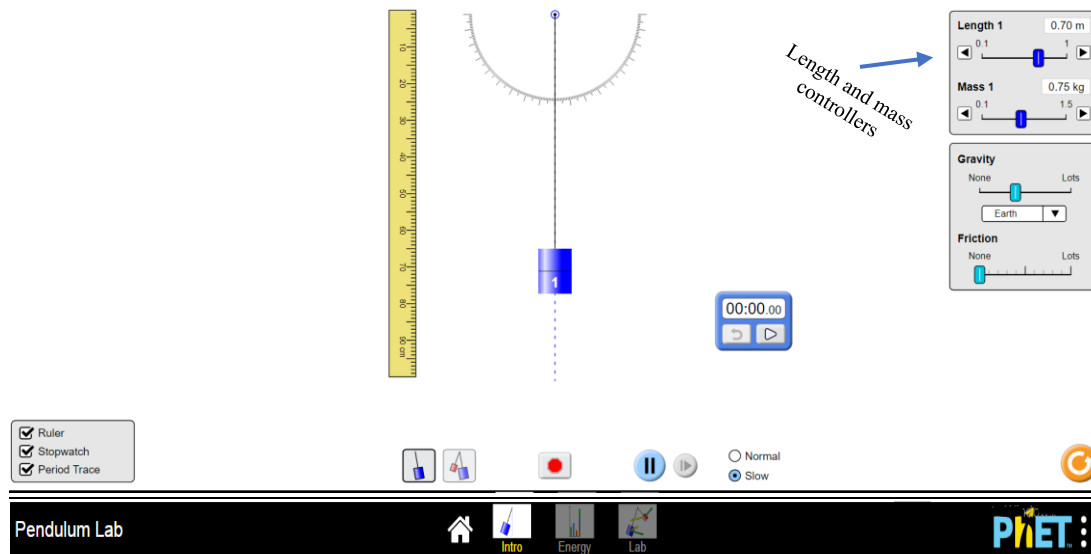 Length 1 0.70 m
0.1 1
Mass 1 0.75 kg
0.1 1.5
Length and mass
controllers
Gravity
None Lots
Earth
Friction
None Lots
10
20
30
40
50
60
70
80
90 cm
1
00:00.00
Ruler
Stopwatch
Period Trace
Normal
Slow
Pendulum Lab
Intro
Energy
Lab
PhET